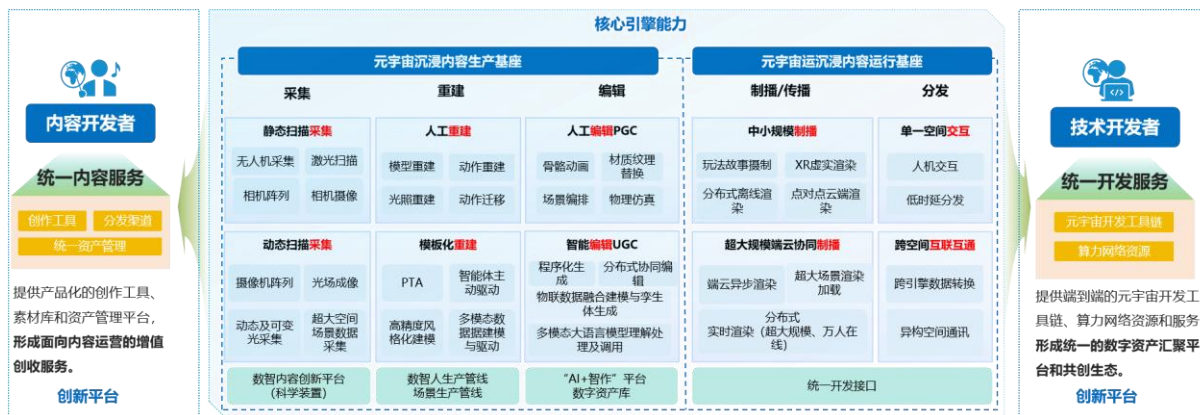 核心引擎能力
内容开发者
统一内容服务
创作工具
分发渠道
统一资产管理
提供产品化的创作工具、
素材库和资产管理平台，
形成面向内容运营的增值
创收服务。
创新平台
元宇宙沉浸内容生产基座
采集
重建
编辑
静态扫描采集
无人机采集
激光扫描
相机阵列
相机摄像
人工重建
模型重建
动作重建
光照重建
动作迁移
人工编辑PGC
骨骼动画
材质纹理
替换
场景编排
物理仿真
动态扫描采集
摄像机阵列
光场成像
动态及可变
光采集
超大空间
场景数据
采集
模板化重建
PTA
智能体主
动驱动
高精度风
格化建模
多模态数
据据建模
与驱动
智能编辑UGC
程序化生
成
分布式协同编
辑
物联数据融合建模与孪生
体生成
多模态大语言模型理解处
理及调用
数智内容创新平台
(科学装置)
数智人生产管线
场景生产管线
“AI+智作”平台
数字资产库
元宇宙运沉浸内容运行基座
制播/传播
分发
中小规模制播
玩法故事摄制
XR虚实渲染
分布式离线渲
染
点对点云端渲
染
单一空间交互
人机交互
低时延分发
超大规模端云协同制播
端云异步渲染
超大场景渲染
加载
分布式
实时渲染（超大规模、万人在
线）
跨空间互联互通
跨引擎数据转换
异构空间通讯
统一开发接口
技术开发者
统一开发服务
元宇宙开发工具链
算力网络资源
提供端到端的元宇宙开发工
具链、算力网络资源和服务
形成统一的数字资产汇聚平
台和共创生态。
创新平台